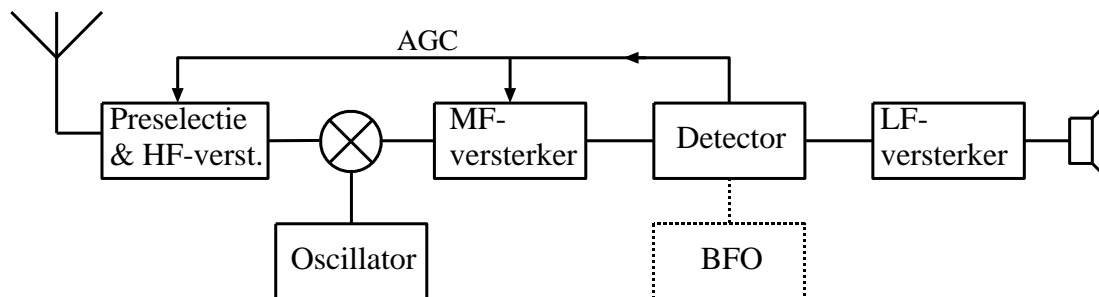 AGC
Preselectie
& HF-verst.
MF-
versterker
Detector
LF-
versterker
Oscillator
BFO